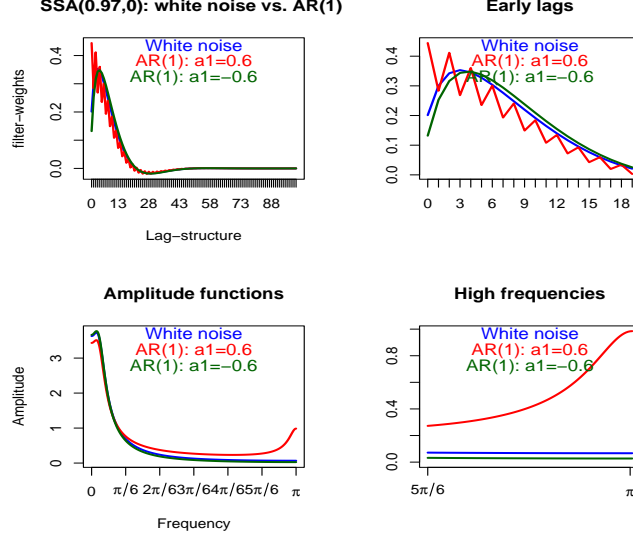 SSA(0.97,0): white noise vs. AR(1)
White noise
AR(1): a1=0.6
AR(1): a1=−0.6
filter−weights
0.0 0.2 0.4
0 13 28 43 58 73 88
Lag−structure
Early lags
White noise
AR(1): a1=0.6
AR(1): a1=−0.6
0.0 0.1 0.2 0.3 0.4
0 3 6 9 12 15 18
Amplitude functions
White noise
AR(1): a1=0.6
AR(1): a1=−0.6
Amplitude
0 1 2 3
0 π/6 2π/6 3π/6 4π/6 5π/6 π
Frequency
High frequencies
White noise
AR(1): a1=0.6
AR(1): a1=−0.6
0.0 0.4 0.8
5π/6 π